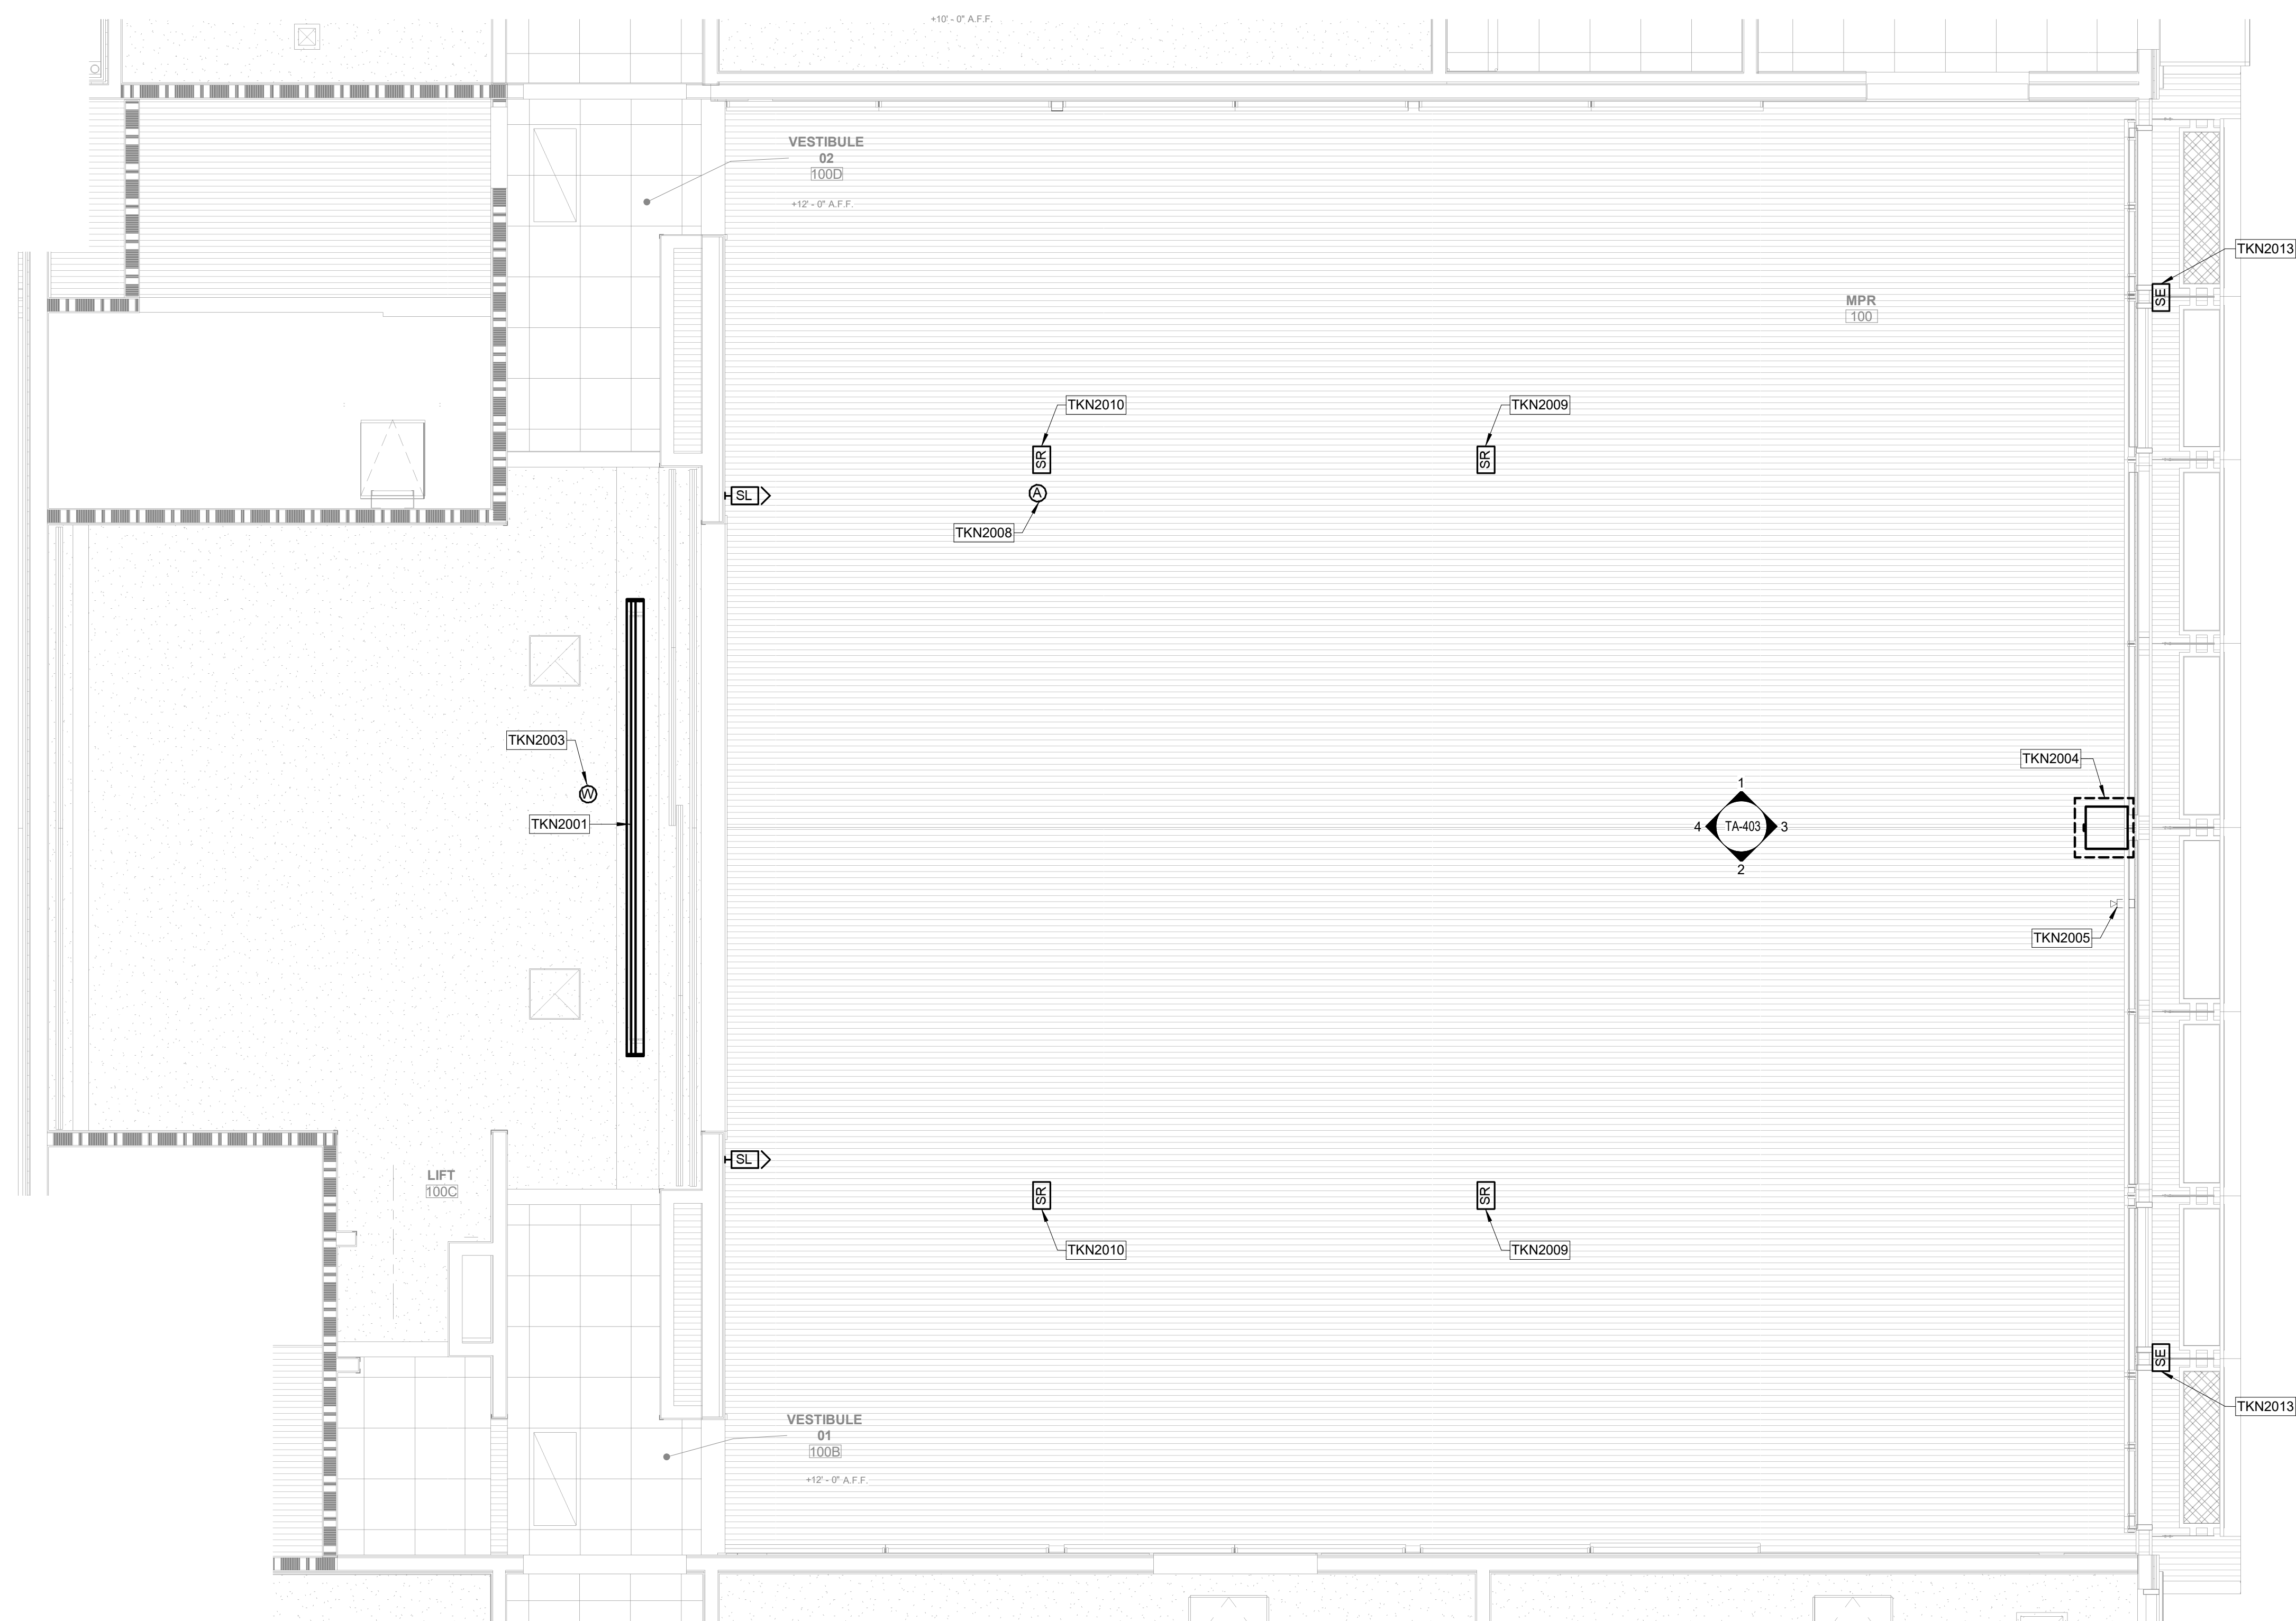 +10' - 0" A.F.F.
VESTIBULE
02
100D
+12' - 0" A.F.F.
TKN2013
SE
MPR
100
TKN2010
TKN2009
SR
SR
SL
A
TKN2008
TKN2003
W
TKN2001
TKN2004
1
4
TA-403
3
2
TKN2005
SL
LIFT
100C
SR
SR
TKN2010
TKN2009
SE
TKN2013
VESTIBULE
01
100B
+12' - 0" A.F.F.